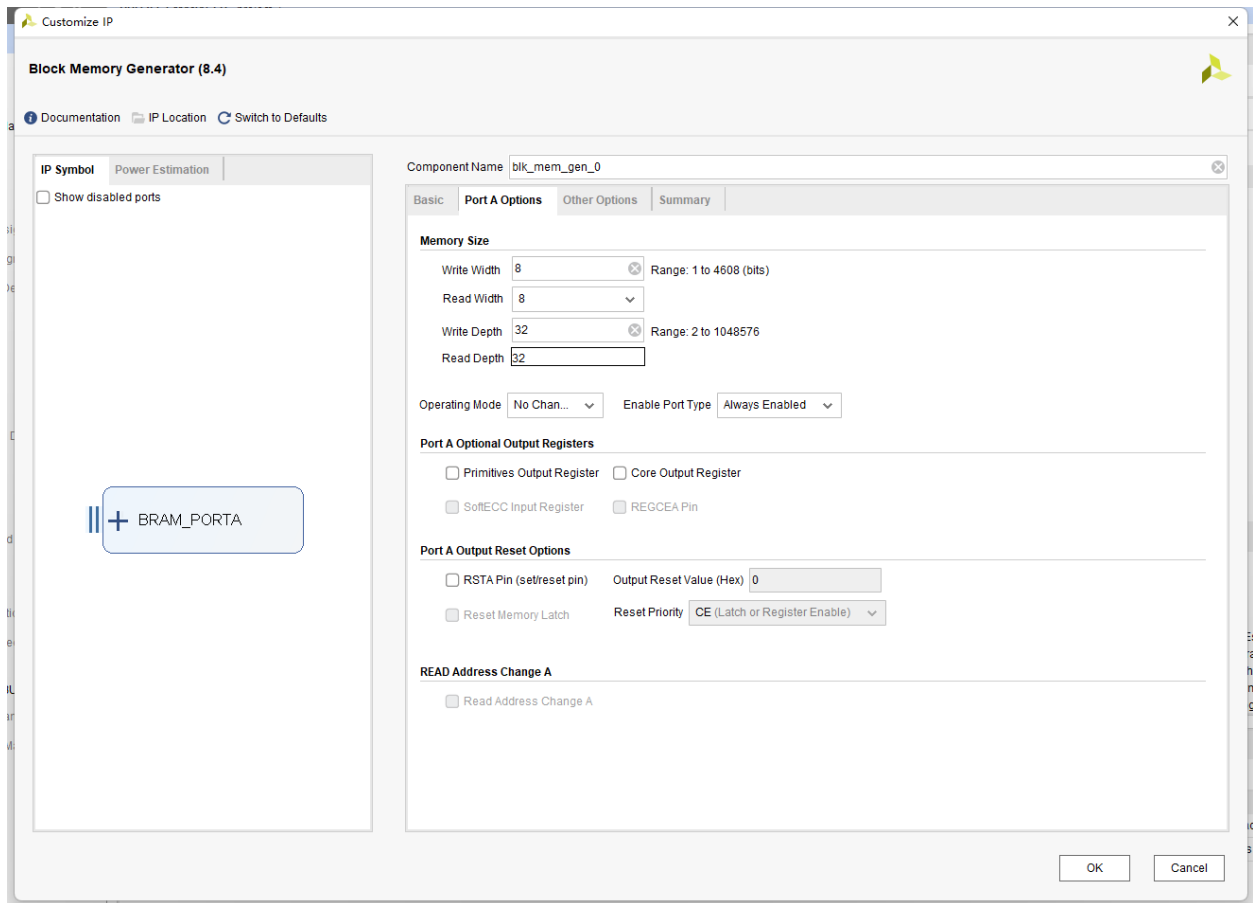 Customize IP
Block Memory Generator (8.4)
Documentation IP Location Switch to Defaults
IP Symbol Power Estimation
Show disabled ports
BRAM_PORTA
Component Name blk_mem_gen_0
Basic Port A Options Other Options Summary
Memory Size
Write Width 8 Range: 1 to 4608 (bits)
Read Width 8
Write Depth 32 Range: 2 to 1048576
Read Depth 32
Operating Mode No Chan... Enable Port Type Always Enabled
Port A Optional Output Registers
Primitives Output Register Core Output Register
SoftECC Input Register REGCEA Pin
Port A Output Reset Options
RSTA Pin (set/reset pin) Output Reset Value (Hex) 0
Reset Memory Latch Reset Priority CE (Latch or Register Enable)
READ Address Change A
Read Address Change A
OK Cancel